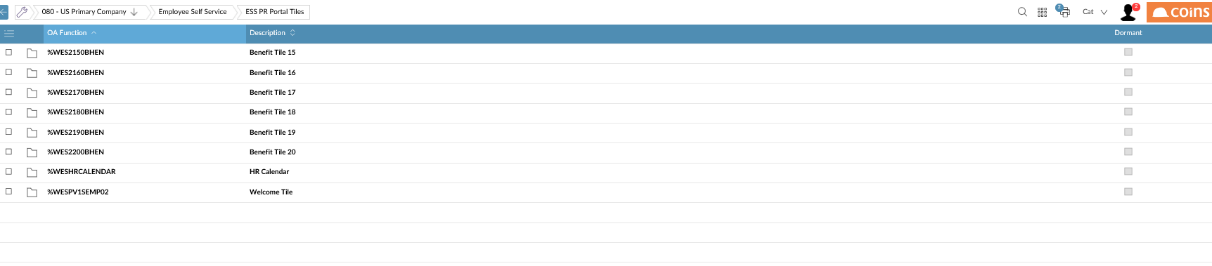 080 - US Primary Company Employee Self Service ESS PR Portal Tiles Cat coins
OA Function Description Dormant
%WES2150BHEN Benefit Tile 15
%WES2160BHEN Benefit Tile 16
%WES2170BHEN Benefit Tile 17
%WES2180BHEN Benefit Tile 18
%WES2190BHEN Benefit Tile 19
%WES2200BHEN Benefit Tile 20
%WESHRCALENDAR HR Calendar
%WESPV1SEMP02 Welcome Tile